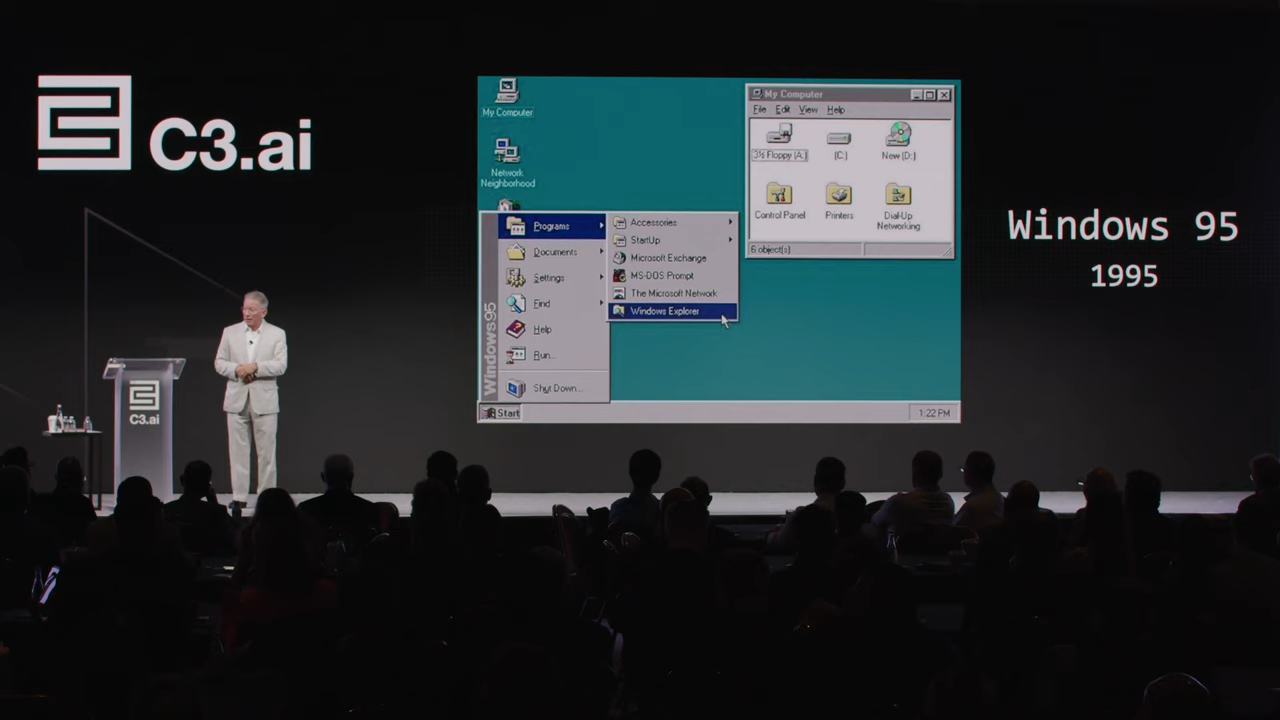 C3.ai
My Computer
Network
Neighborhood
Programs
Documents
Settings
Find
Help
Run...
Shut Down...
Windows95
Accessories
StartUp
Microsoft Exchange
MS-DOS Prompt
The Microsoft Network
Windows Explorer
Start
1:22 PM
My Computer
File Edit View Help
3½ Floppy (A:)
(C:)
New (D:)
Control Panel
Printers
Dial-Up
Networking
6 object(s)
Windows 95
1995
C3.ai